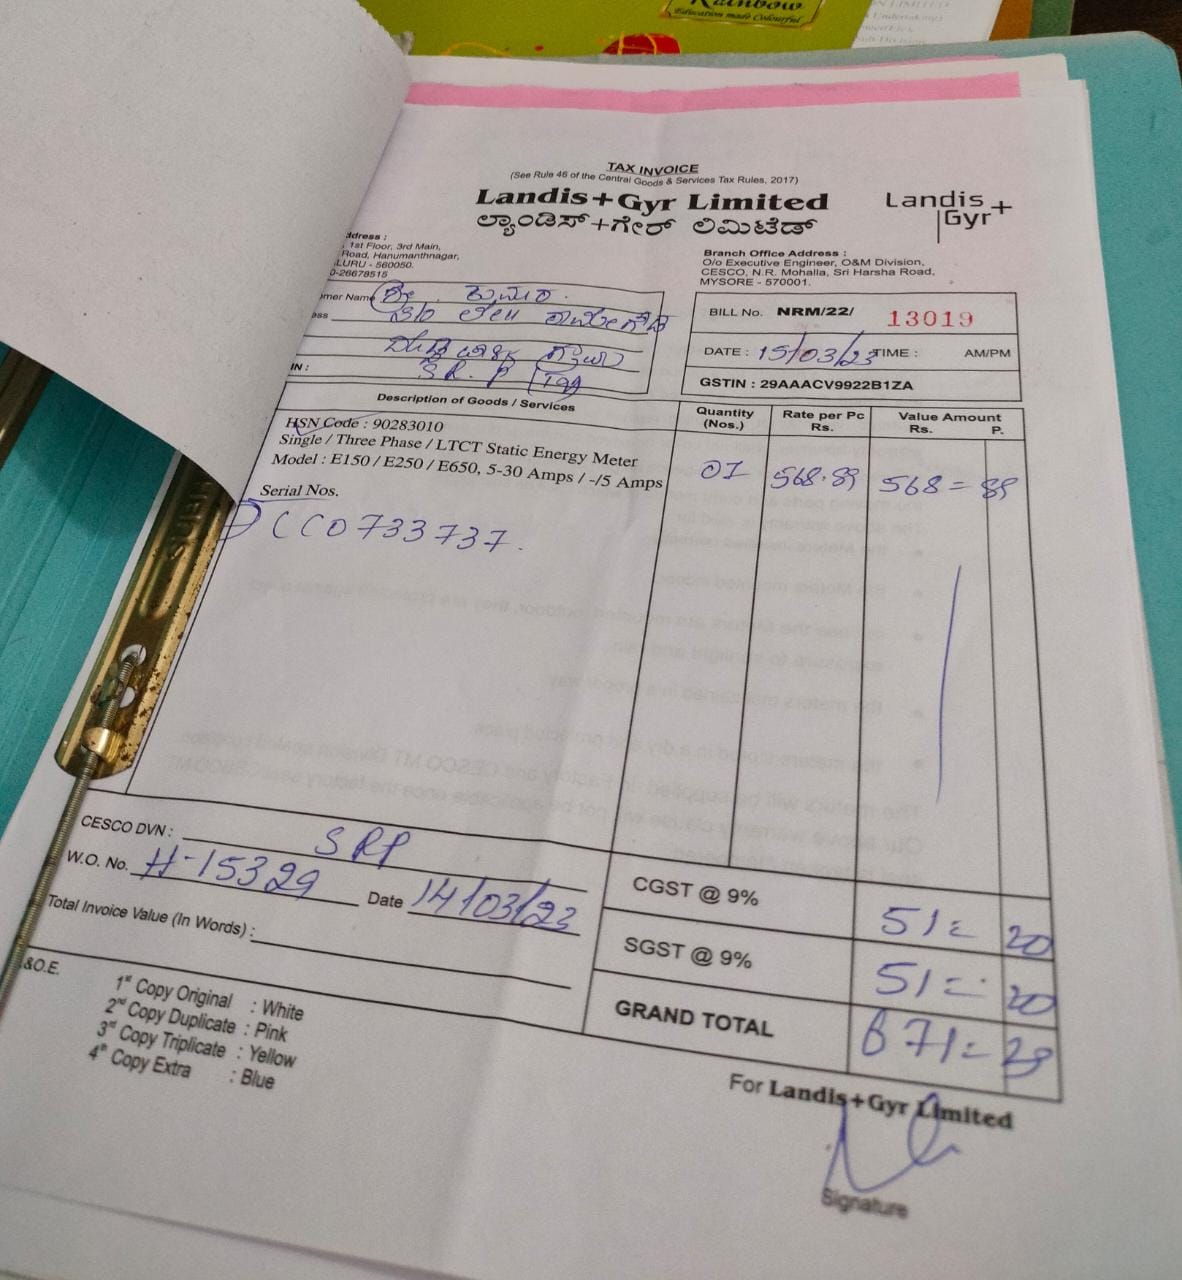 Rainbow
Education made Colourful
TAX INVOICE
(See Rule 46 of the Central Goods & Services Tax Rules, 2017)
Landis+Gyr Limited
ಲ್ಯಾಂಡಿಸ್+ಗೇರ್ ಲಿಮಿಟೆಡ್
Landis+
Gyr
ddress :
1st Floor, 3rd Main,
Road, Hanumanthnagar,
LURU - 560050.
0-26678515
Branch Office Address :
O/o Executive Engineer, O&M Division,
CESCO, N.R. Mohalla, Sri Harsha Road,
MYSORE - 570001.
omer Name
ess
IN :
S.R.P
BILL No. NRM/22/ 13019
DATE : 15/03/23 TIME : AM/PM
GSTIN : 29AAACV9922B1ZA
Description of Goods / Services Quantity (Nos.) Rate per Pc Rs. Value Amount Rs. P.
HSN Code : 90283010
Single / Three Phase / LTCT Static Energy Meter
Model : E150 / E250 / E650, 5-30 Amps / -/5 Amps 01 568.89 568=89
Serial Nos.
CC0733737.
CESCO DVN : SRP
W.O. No. H-15329 Date 14/03/23
Total Invoice Value (In Words) :
CGST @ 9% 51= 20
SGST @ 9% 51= 20
GRAND TOTAL 671= 29
&O.E.
1st Copy Original : White
2nd Copy Duplicate : Pink
3rd Copy Triplicate : Yellow
4th Copy Extra : Blue
For Landis+Gyr Limited
Signature